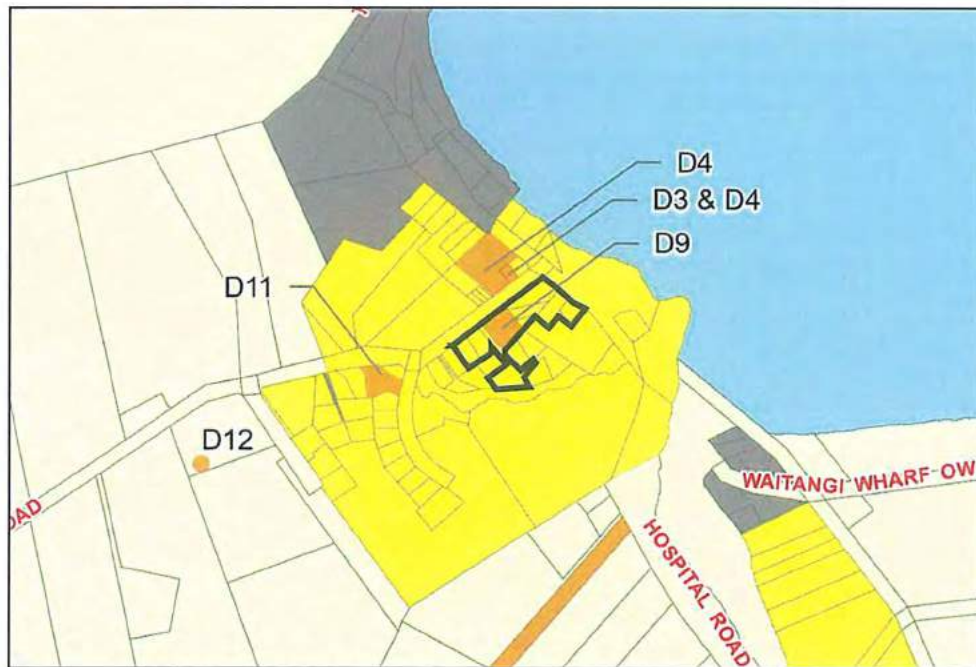 D4
D3 & D4
D9
D11
D12
WAITANGI WHARF OW
OAD
HOSPITAL ROAD